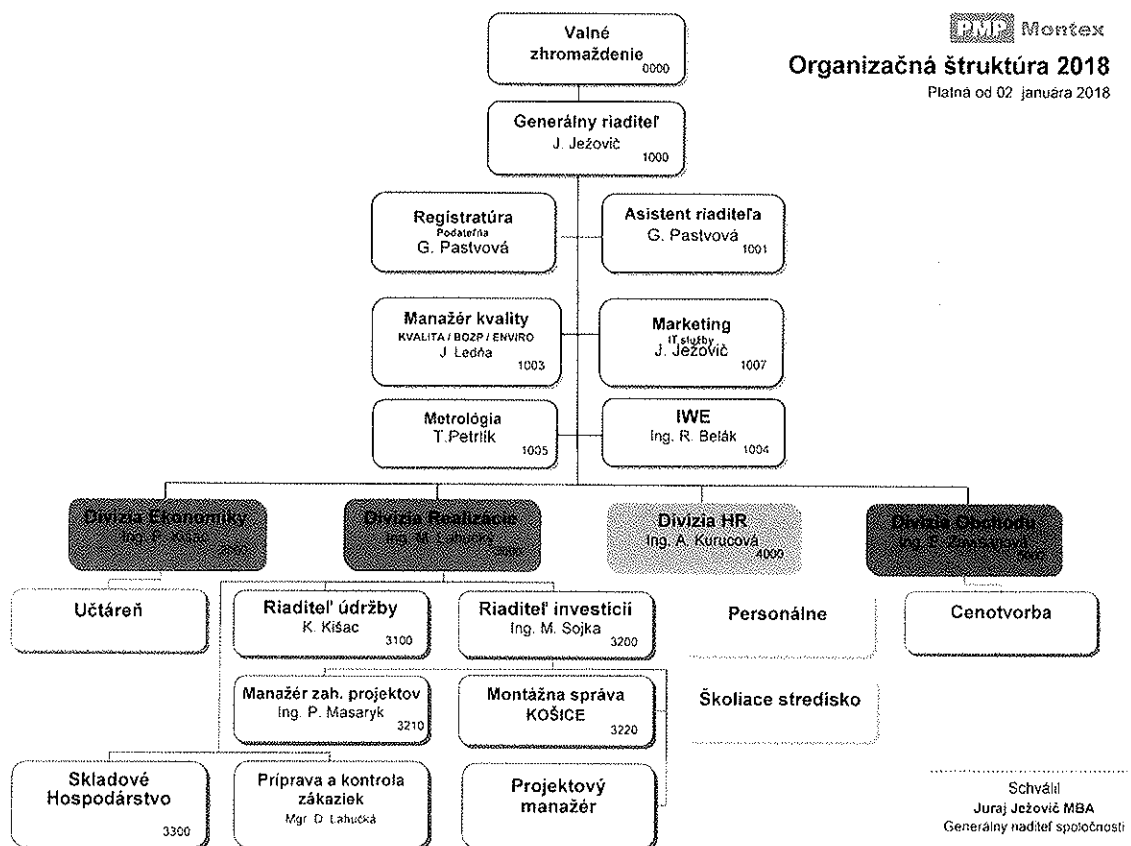 PMP Montex
Organizačná štruktúra 2018
Platná od 02 januára 2018
Valné
zhromaždenie
0000
Generálny riaditeľ
J. Ježovič
1000
Registratúra
Podateľňa
G. Pastvová
Asistent riaditeľa
G. Pastvová
1001
Manažér kvality
KVALITA / BOZP / ENVIRO
J. Ledňa
1003
Marketing
IT služby
J. Ježovič
1007
Metrológia
T.Petrlík
1005
IWE
Ing. R. Belák
1004
Divízia Ekonomiky
Ing. P. Kišac
Divízia Realizácie
Ing. M. Lahucký
Divízia HR
Ing. A. Kurucová
4000
Divízia Obchodu
Ing.
Učtáreň
Riaditeľ údržby
K. Kišac
3100
Riaditeľ investícií
Ing. M. Sojka
3200
Personálne
Cenotvorba
Manažér zah. projektov
Ing. P. Masaryk
3210
Montážna správa
KOŠICE
3220
Školiace stredisko
Skladové
Hospodárstvo
3300
Príprava a kontrola
zákaziek
Mgr. D. Lahucká
Projektový
manažér
Schválil
Juraj Ježovič MBA
Generálny riaditeľ spoločnosti